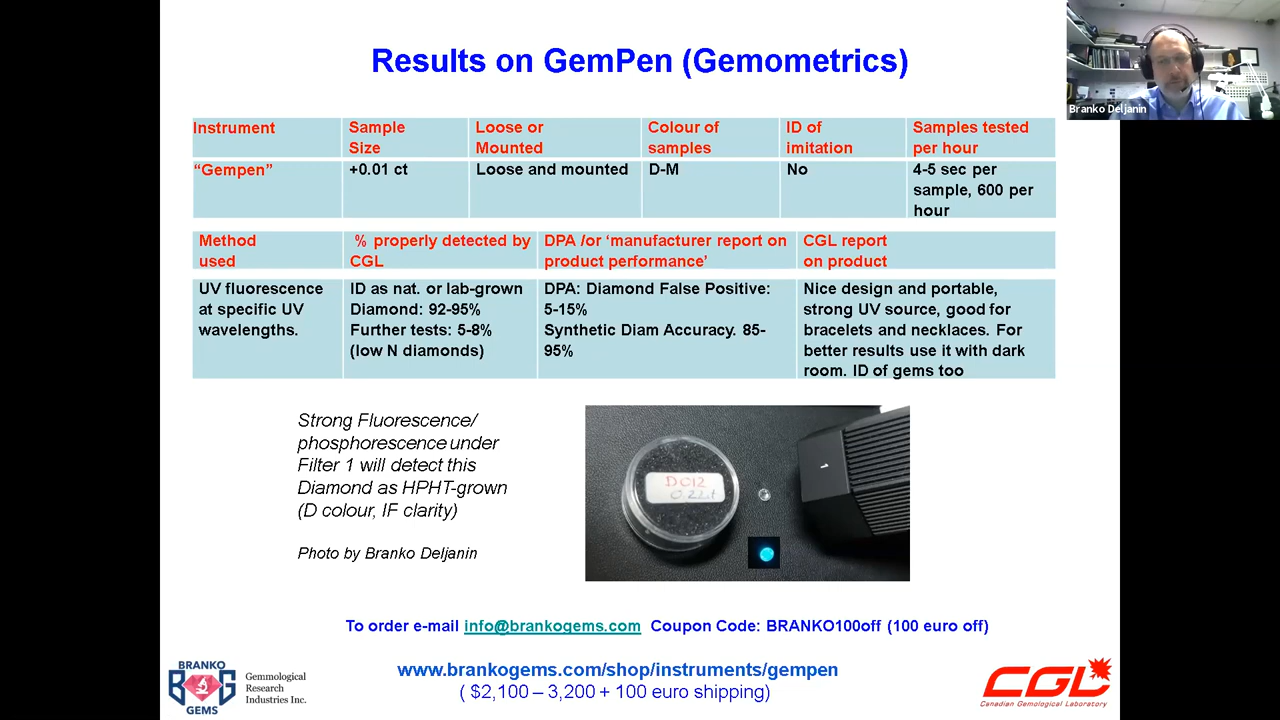 Results on GemPen (Gemometrics)
Branko Deljanin
Instrument
Sample
Size
Loose or
Mounted
Colour of
samples
ID of
imitation
Samples tested
per hour
“Gempen”
+0.01 ct
Loose and mounted
D-M
No
4-5 sec per
sample, 600 per
hour
Method
used
% properly detected by
CGL
DPA /or ‘manufacturer report on
product performance’
CGL report
on product
UV fluorescence
at specific UV
wavelengths.
ID as nat. or lab-grown
Diamond: 92-95%
Further tests: 5-8%
(low N diamonds)
DPA: Diamond False Positive:
5-15%
Synthetic Diam Accuracy. 85-
95%
Nice design and portable,
strong UV source, good for
bracelets and necklaces. For
better results use it with dark
room. ID of gems too
Strong Fluorescence/
phosphorescence under
Filter 1 will detect this
Diamond as HPHT-grown
(D colour, IF clarity)
Photo by Branko Deljanin
D012
1
To order e-mail info@brankogems.com Coupon Code: BRANKO100off (100 euro off)
www.brankogems.com/shop/instruments/gempen
( $2,100 – 3,200 + 100 euro shipping)
BRANKO
GEMS
Gemmological
Research
Industries Inc.
CGL
Canadian Gemological Laboratory